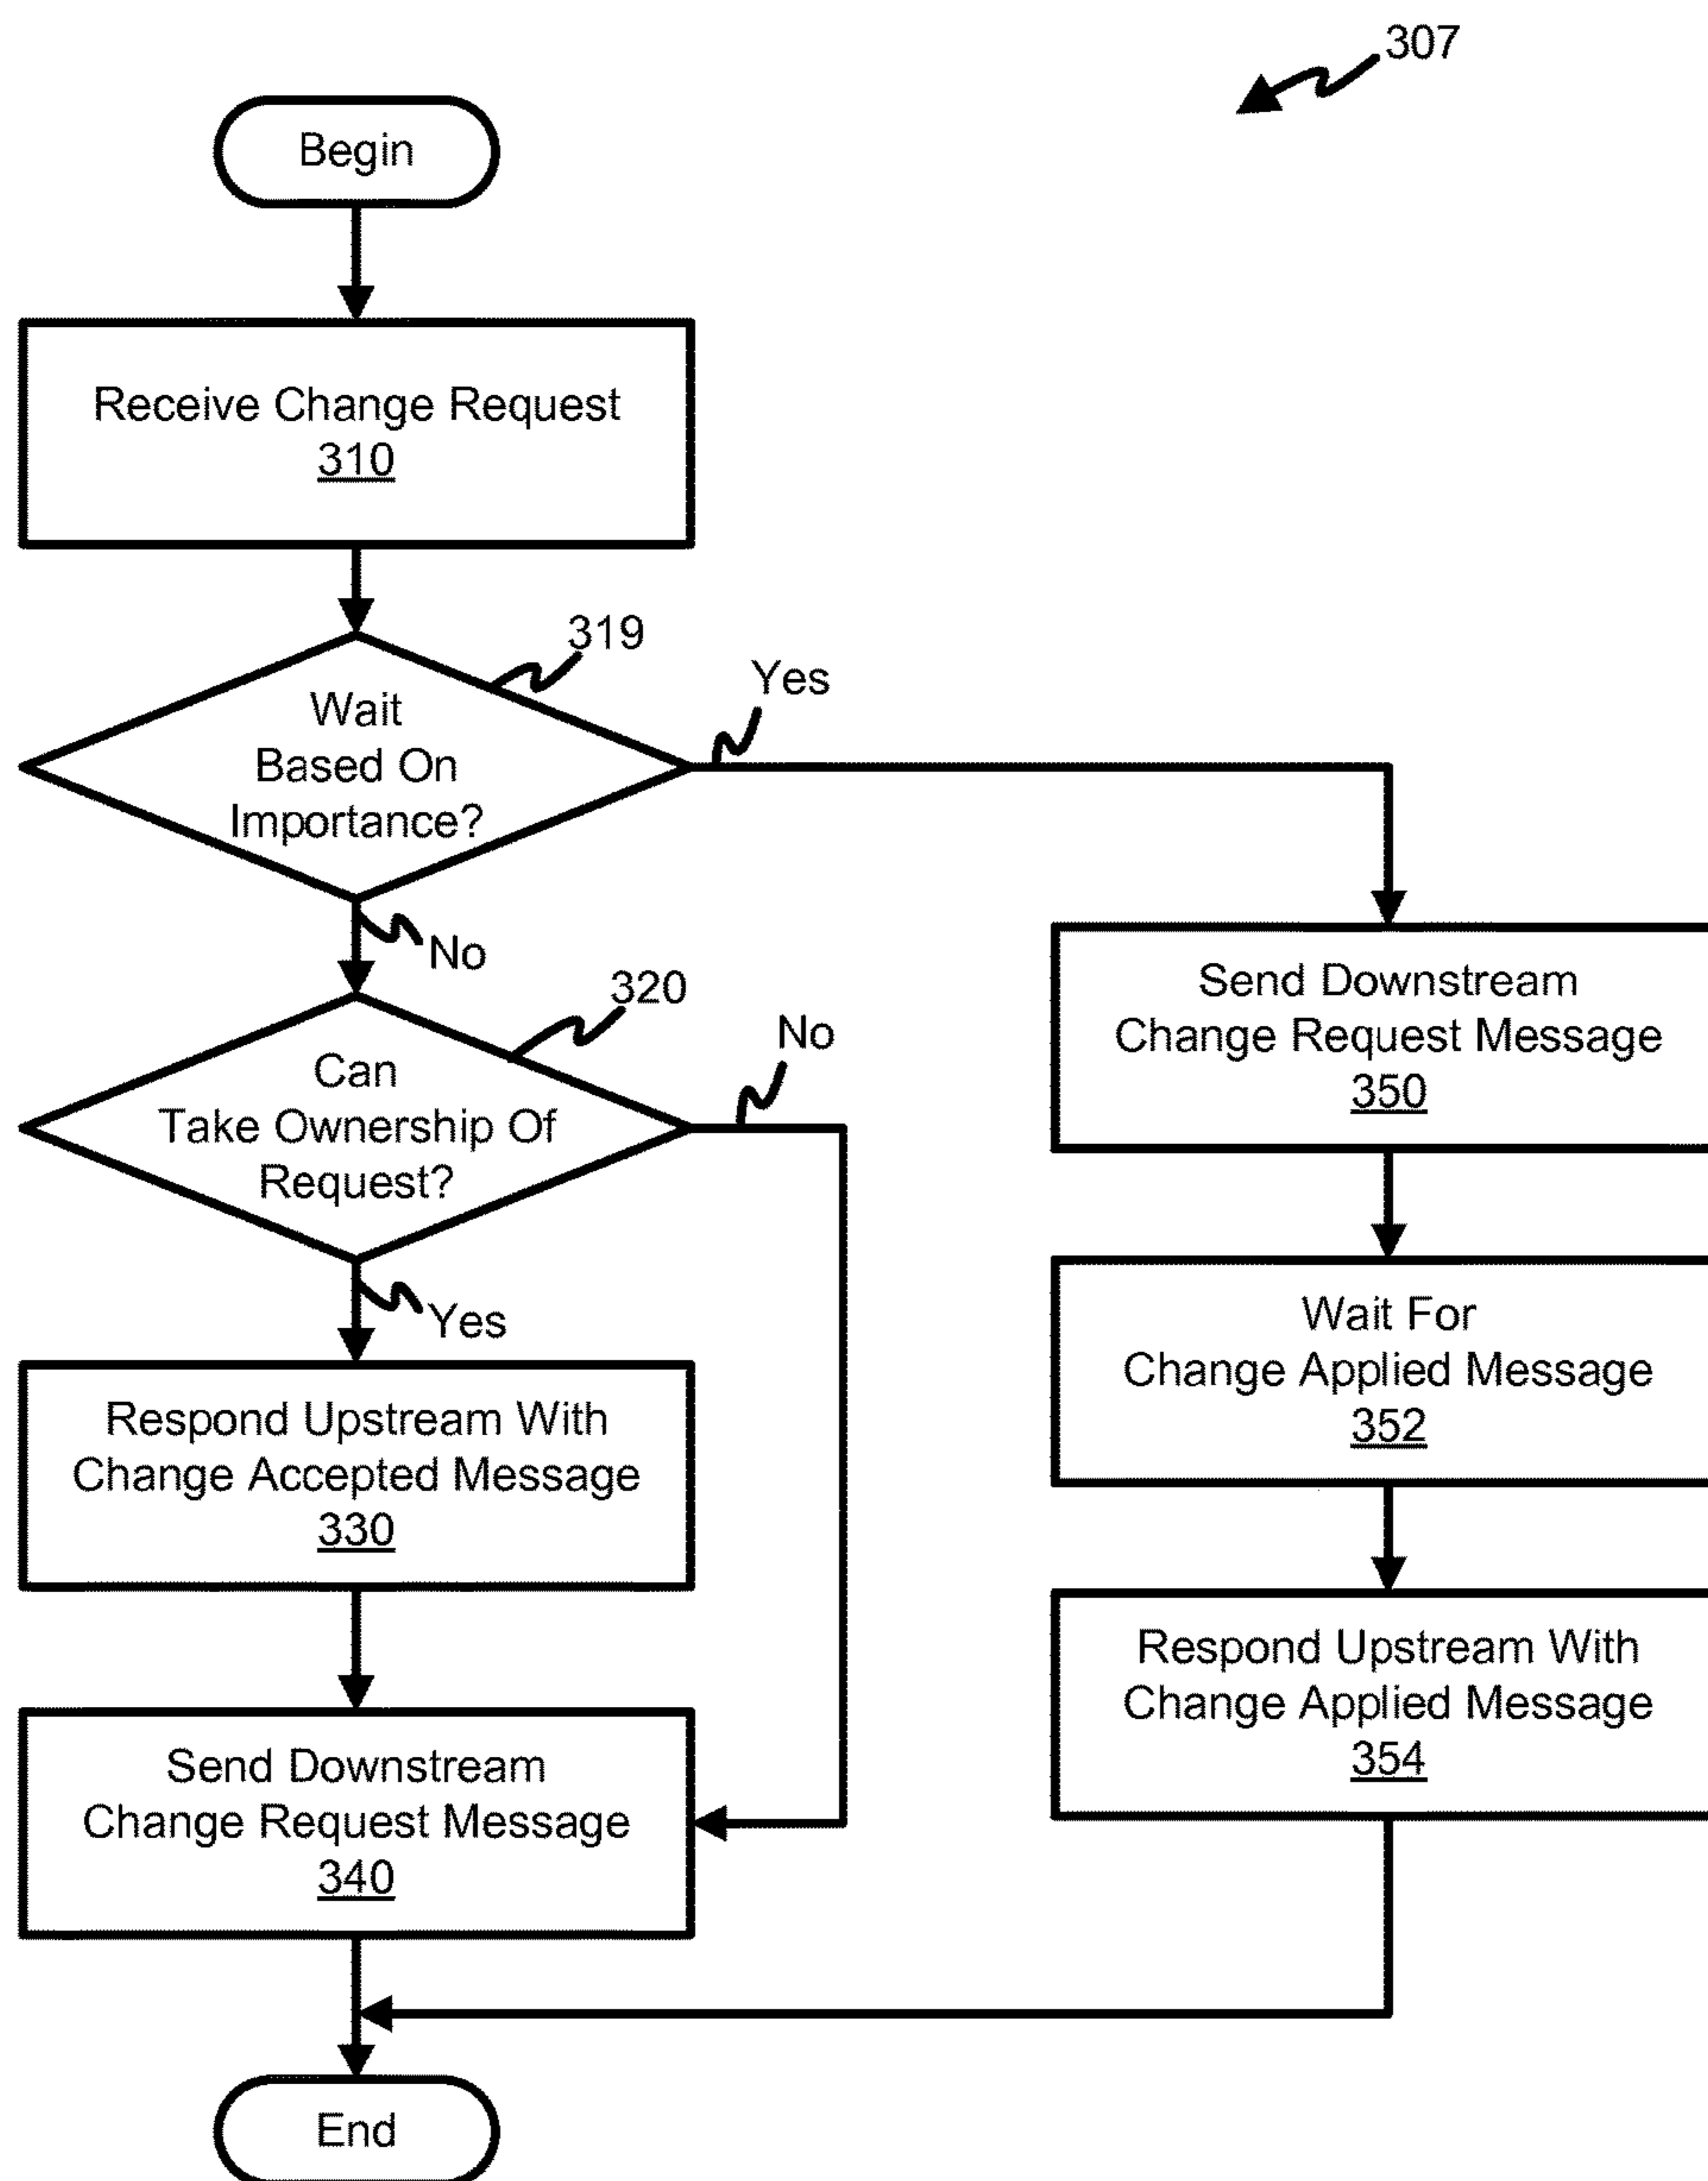 307
Begin
Receive Change Request
310
319
Wait
Based On
Importance?
Yes
No
320
Can
Take Ownership Of
Request?
No
Yes
Respond Upstream With
Change Accepted Message
330
Send Downstream
Change Request Message
340
Send Downstream
Change Request Message
350
Wait For
Change Applied Message
352
Respond Upstream With
Change Applied Message
354
End